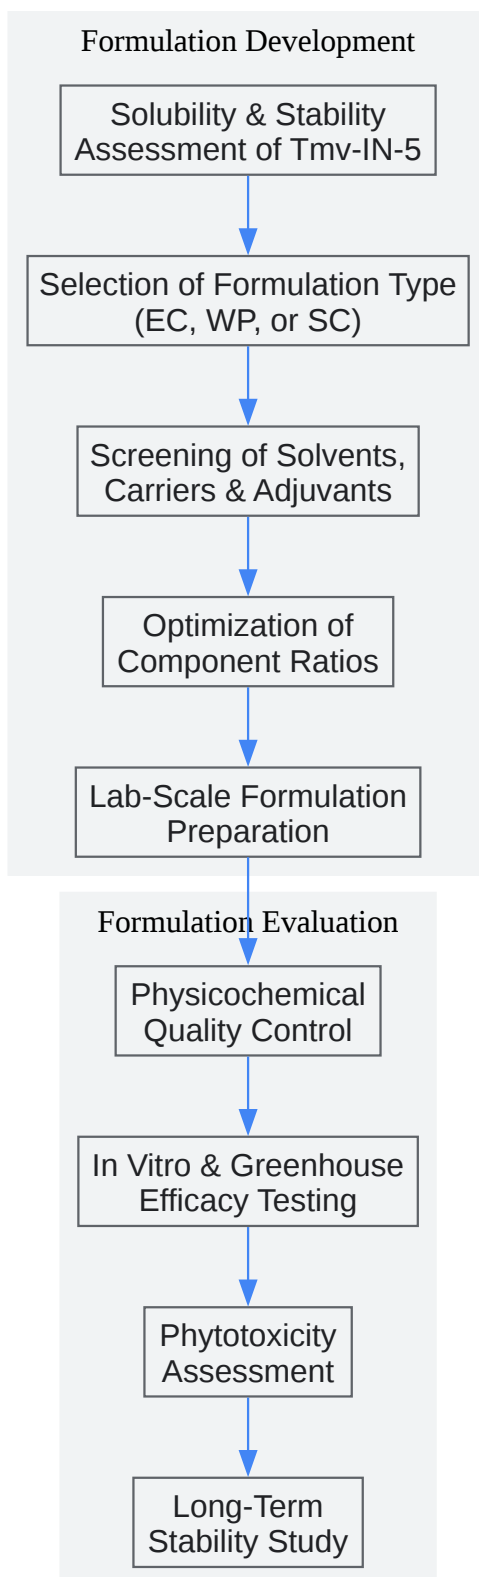 Formulation Development
Solubility & Stability
Assessment of Tmv-IN-5
Selection of Formulation Type
(EC, WP, or SC)
Screening of Solvents,
Carriers & Adjuvants
Optimization of
Component Ratios
Lab-Scale Formulation
Preparation
Formulation Evaluation
Physicochemical
Quality Control
In Vitro & Greenhouse
Efficacy Testing
Phytotoxicity
Assessment
Long-Term
Stability Study